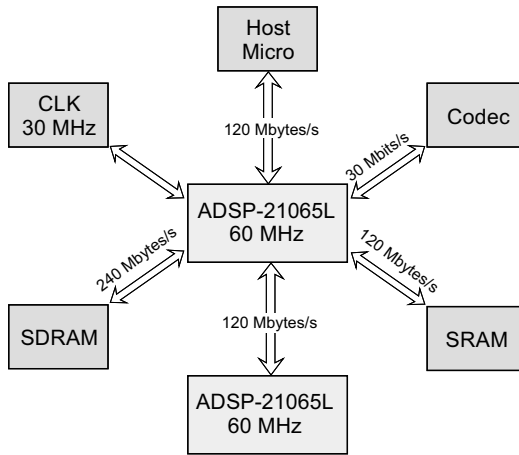 Host
Micro
CLK
30 MHz
Codec
120 Mbytes/s
30 Mbits/s
ADSP-21065L
60 MHz
240 Mbytes/s
120 Mbytes/s
SDRAM
120 Mbytes/s
SRAM
ADSP-21065L
60 MHz